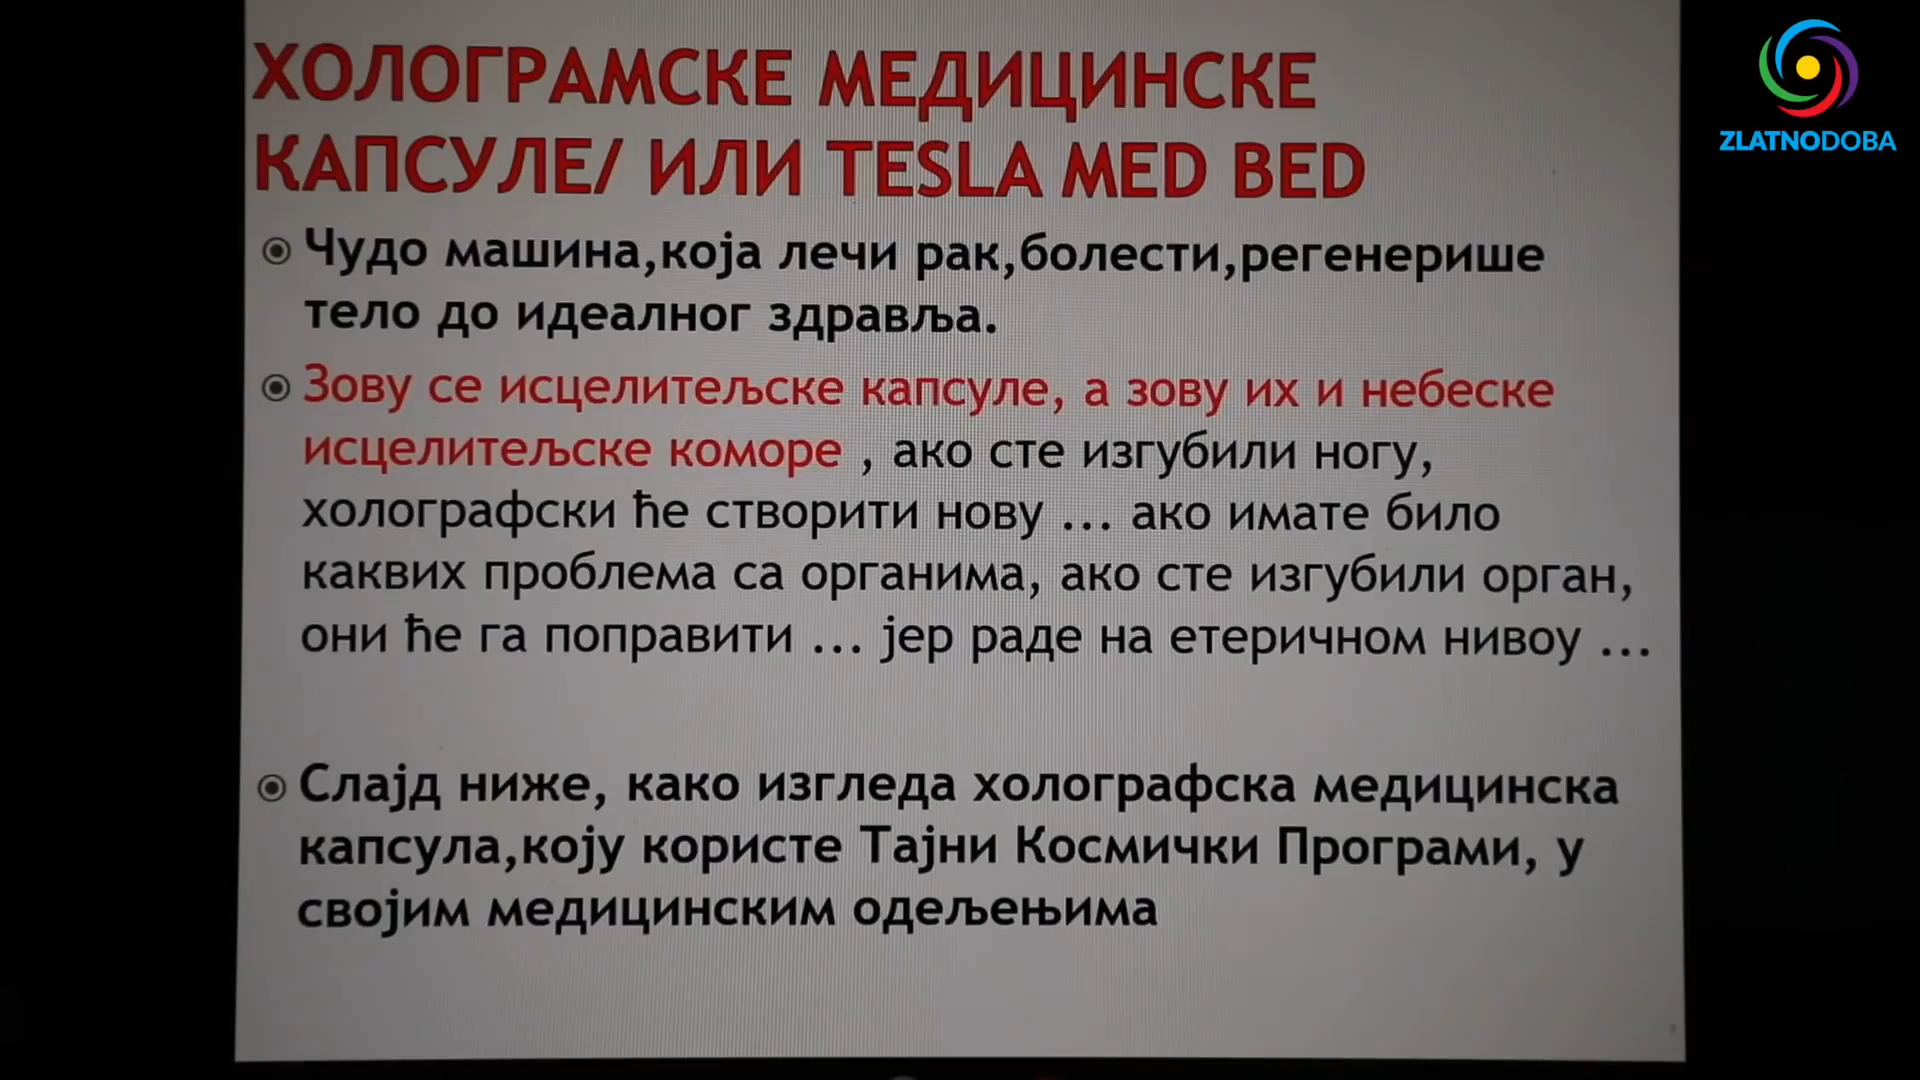 ХОЛОГРАМСКЕ МЕДИЦИНСКЕ
КАПСУЛЕ/ ИЛИ TESLA MED BED
Чудо машина,која лечи рак,болести,регенерише
тело до идеалног здравља.
Зову се исцелитељске капсуле, а зову их и небеске
исцелитељске коморе , ако сте изгубили ногу,
холографски ће створити нову ... ако имате било
каквих проблема са органима, ако сте изгубили орган,
они ће га поправити ... јер раде на етеричном нивоу ...
Слајд ниже, како изгледа холографска медицинска
капсула,коју користе Тајни Космички Програми, у
својим медицинским одељењима
ZLATNODOBA